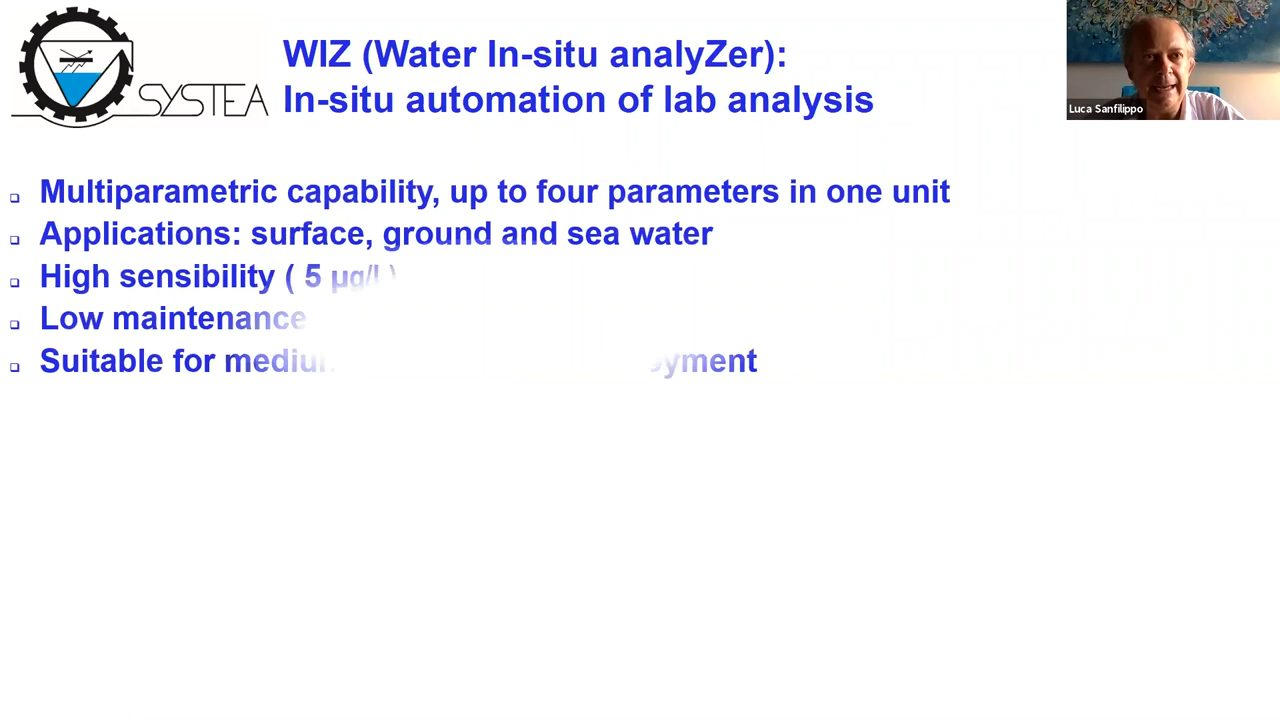 SYSTEA
WIZ (Water In-situ analyZer):
In-situ automation of lab analysis
Luca Sanfilippo
Multiparametric capability, up to four parameters in one unit
Applications: surface, ground and sea water
High sensibility ( 5 µg/L)
Low maintenance
Suitable for